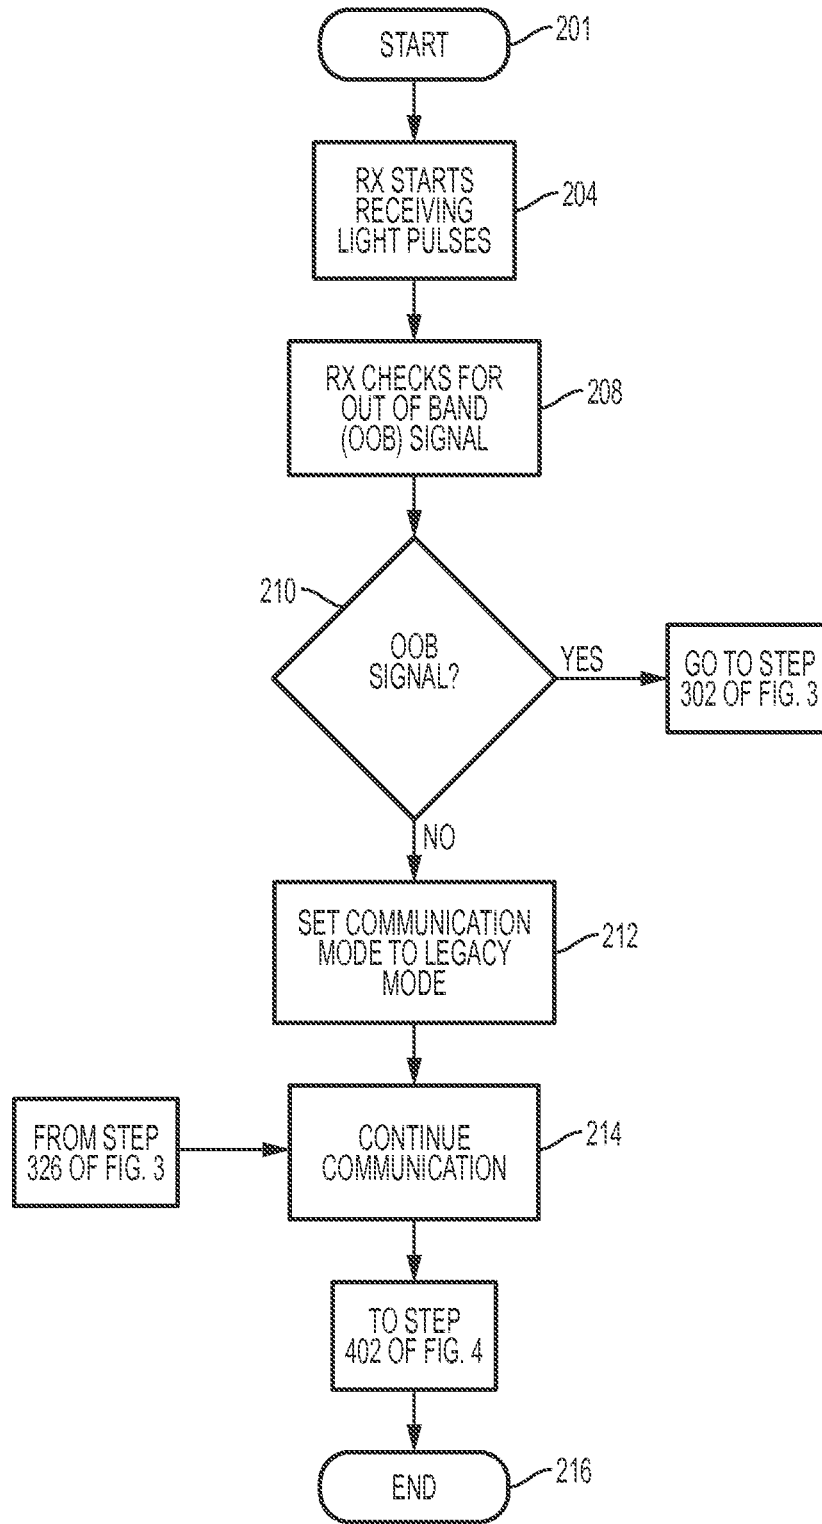 START
201
RX STARTS
RECEIVING
LIGHT PULSES
204
RX CHECKS FOR
OUT OF BAND
(OOB) SIGNAL
208
210
OOB
SIGNAL?
YES
GO TO STEP
302 OF FIG. 3
NO
SET COMMUNICATION
MODE TO LEGACY
MODE
212
FROM STEP
326 OF FIG. 3
CONTINUE
COMMUNICATION
214
TO STEP
402 OF FIG. 4
END
216